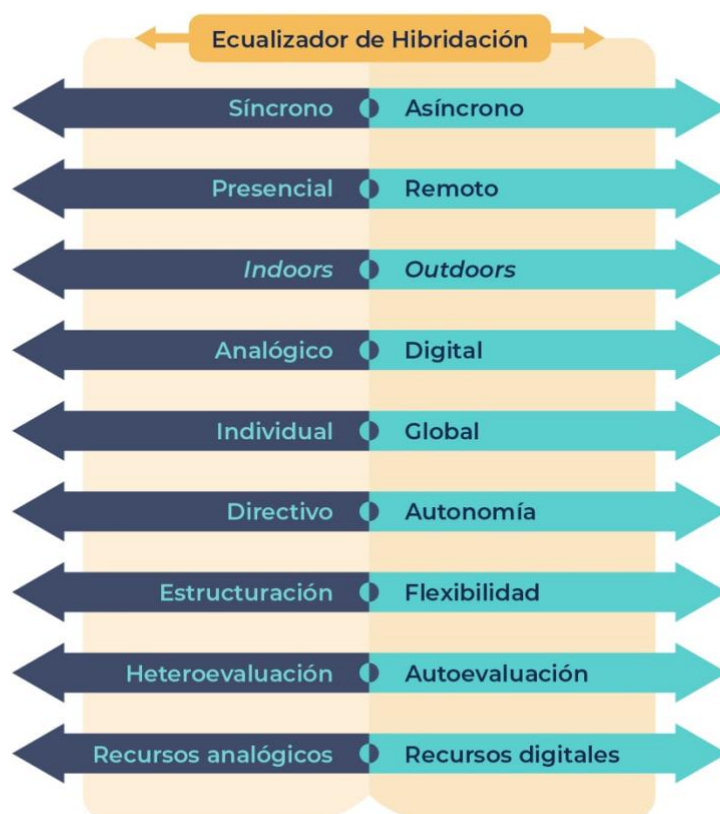 Ecualizador de Hibridación
Síncrono Asíncrono
Presencial Remoto
Indoors Outdoors
Analógico Digital
Individual Global
Directivo Autonomía
Estructuración Flexibilidad
Heteroevaluación Autoevaluación
Recursos analógicos Recursos digitales